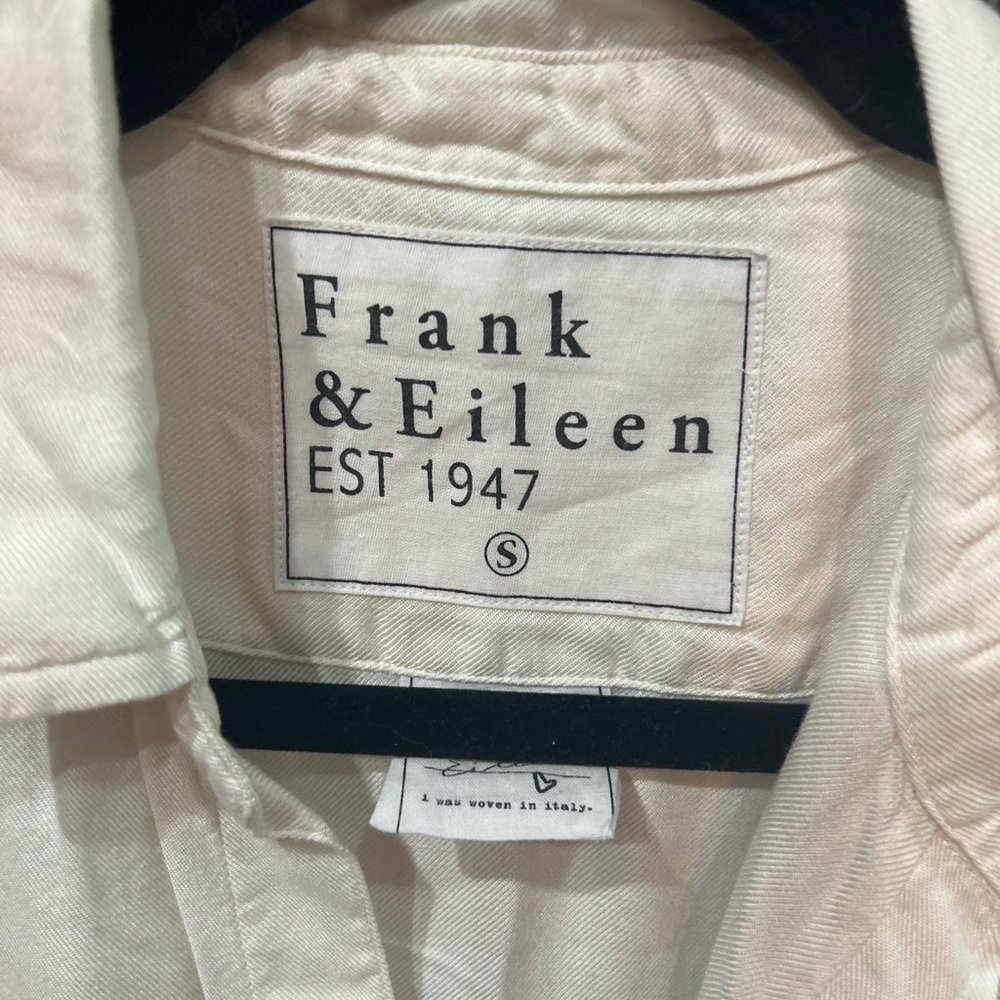 Frank
& Eileen
EST 1947
S
i was woven in italy.